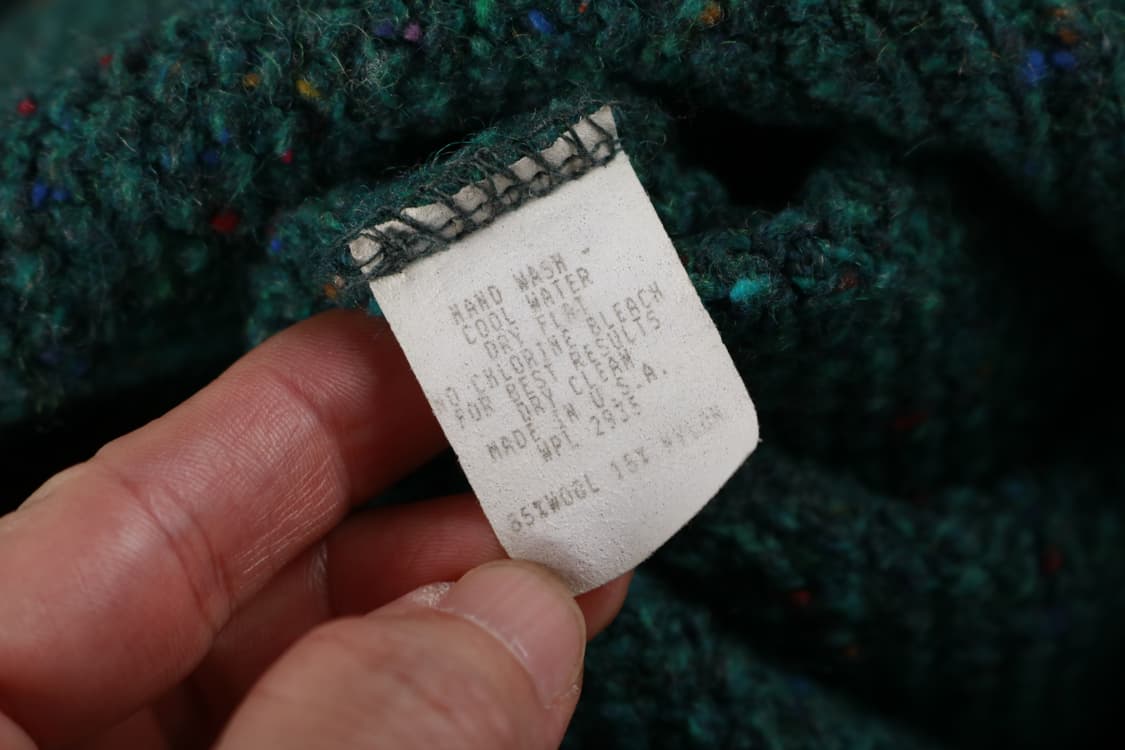 HAND WASH -
COOL WATER
DRY FLAT
NO CHLORINE BLEACH
FOR BEST RESULTS
DRY CLEAN
MADE IN U.S.A.
WPL 2935
85%WOOL 15% NYLON